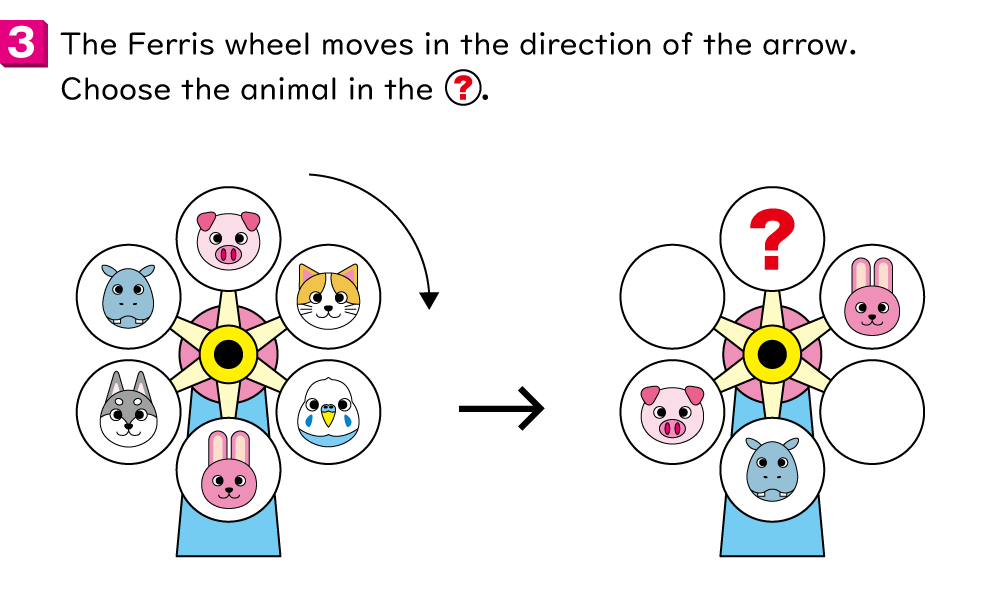 3 The Ferris wheel moves in the direction of the arrow.
Choose the animal in the ?.
?